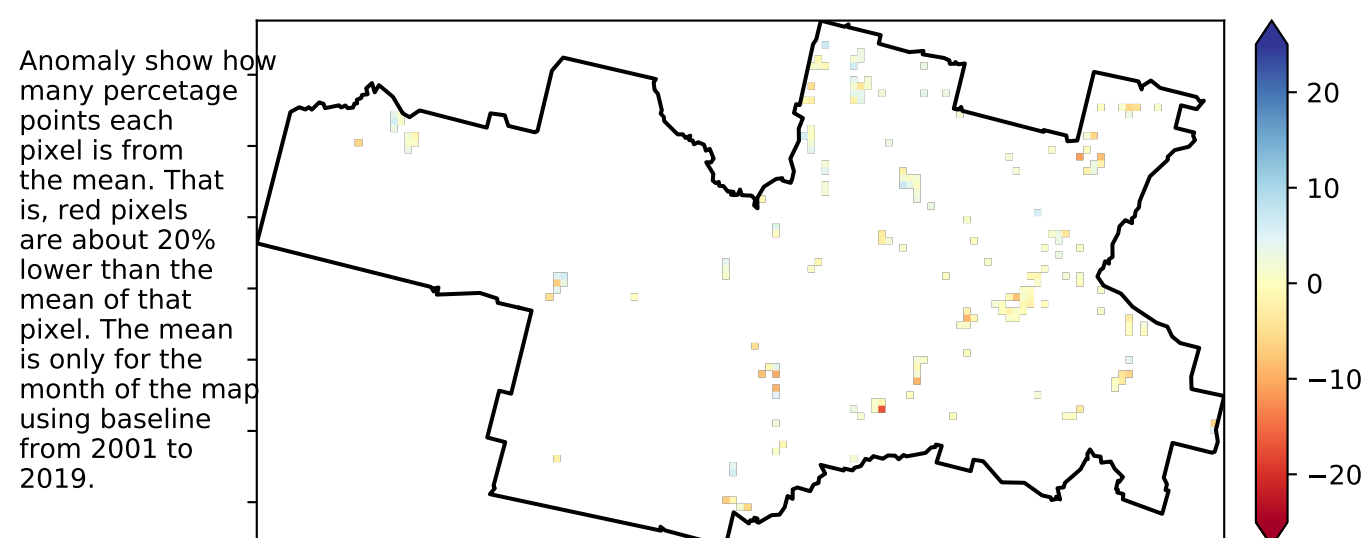 Anomaly show how
many percetage
points each
pixel is from
the mean. That
is, red pixels
are about 20%
lower than the
mean of that
pixel. The mean
is only for the
month of the map
using baseline
from 2001 to
2019.
20
10
0
−10
−20